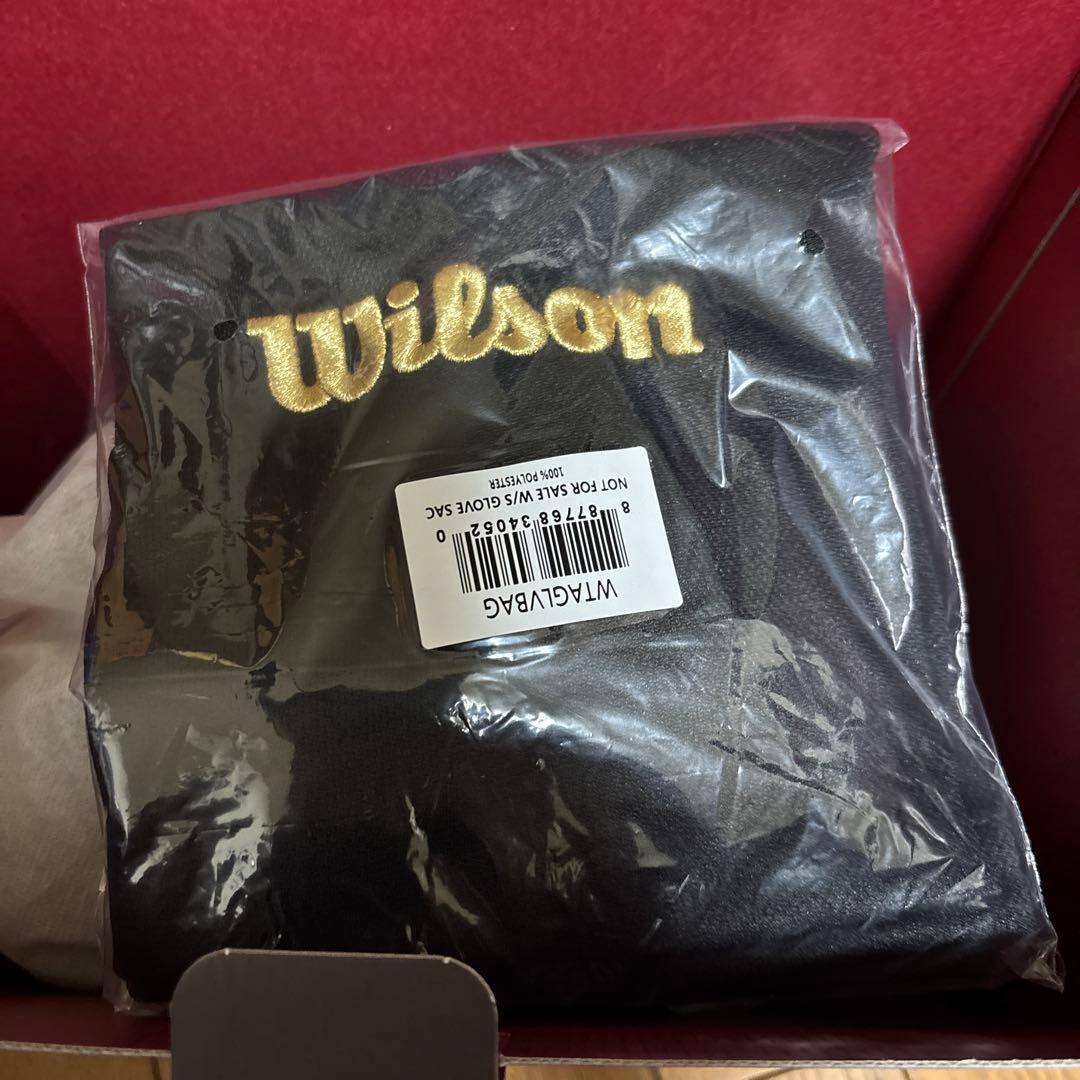 Wilson
WTAGLVBAG
8 87768 34052 0
NOT FOR SALE W/S GLOVE SAC
100% POLYESTER